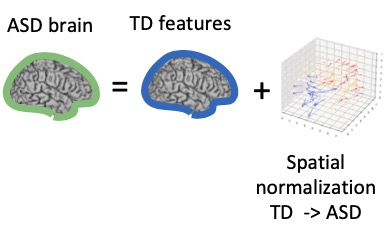 ASD brain
TD features
=
+
Spatial
normalization
TD -> ASD